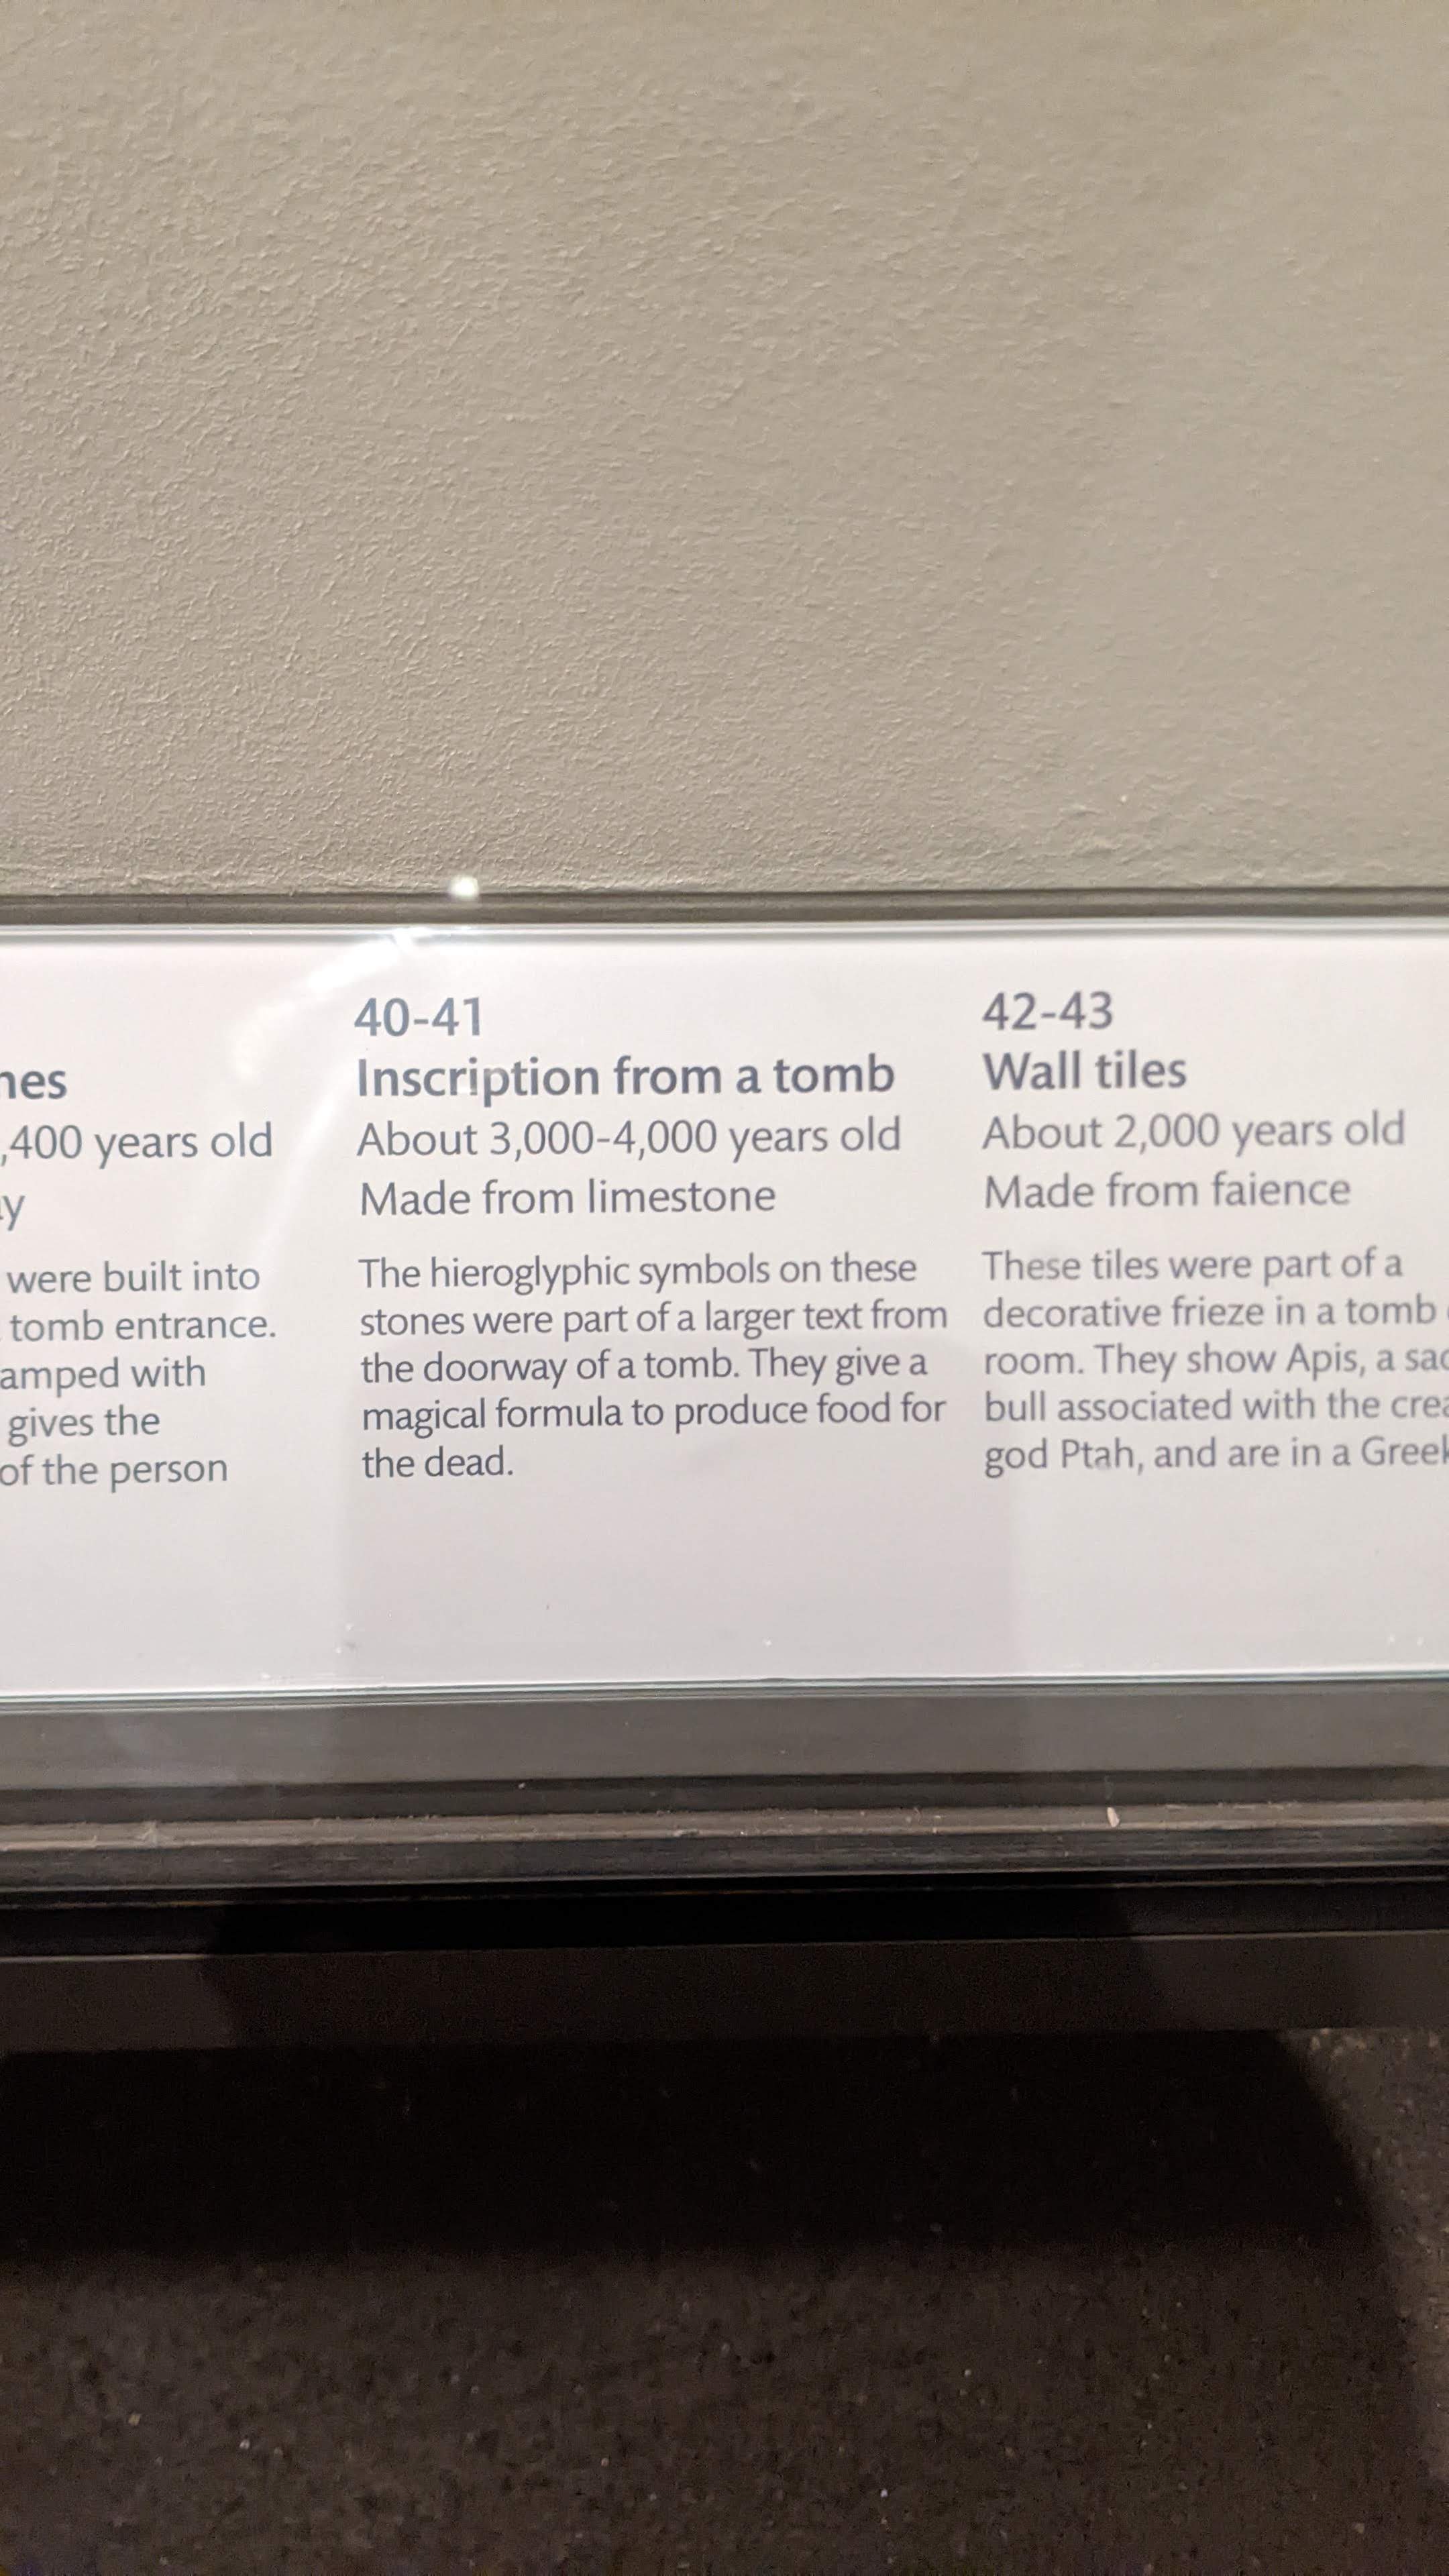 nes
,400 years old
y
were built into
tomb entrance.
amped with
gives the
of the person
40-41
Inscription from a tomb
About 3,000-4,000 years old
Made from limestone
The hieroglyphic symbols on these
stones were part of a larger text from
the doorway of a tomb. They give a
magical formula to produce food for
the dead.
42-43
Wall tiles
About 2,000 years old
Made from faience
These tiles were part of a
decorative frieze in a tomb
room. They show Apis, a sac
bull associated with the crea
god Ptah, and are in a Greek